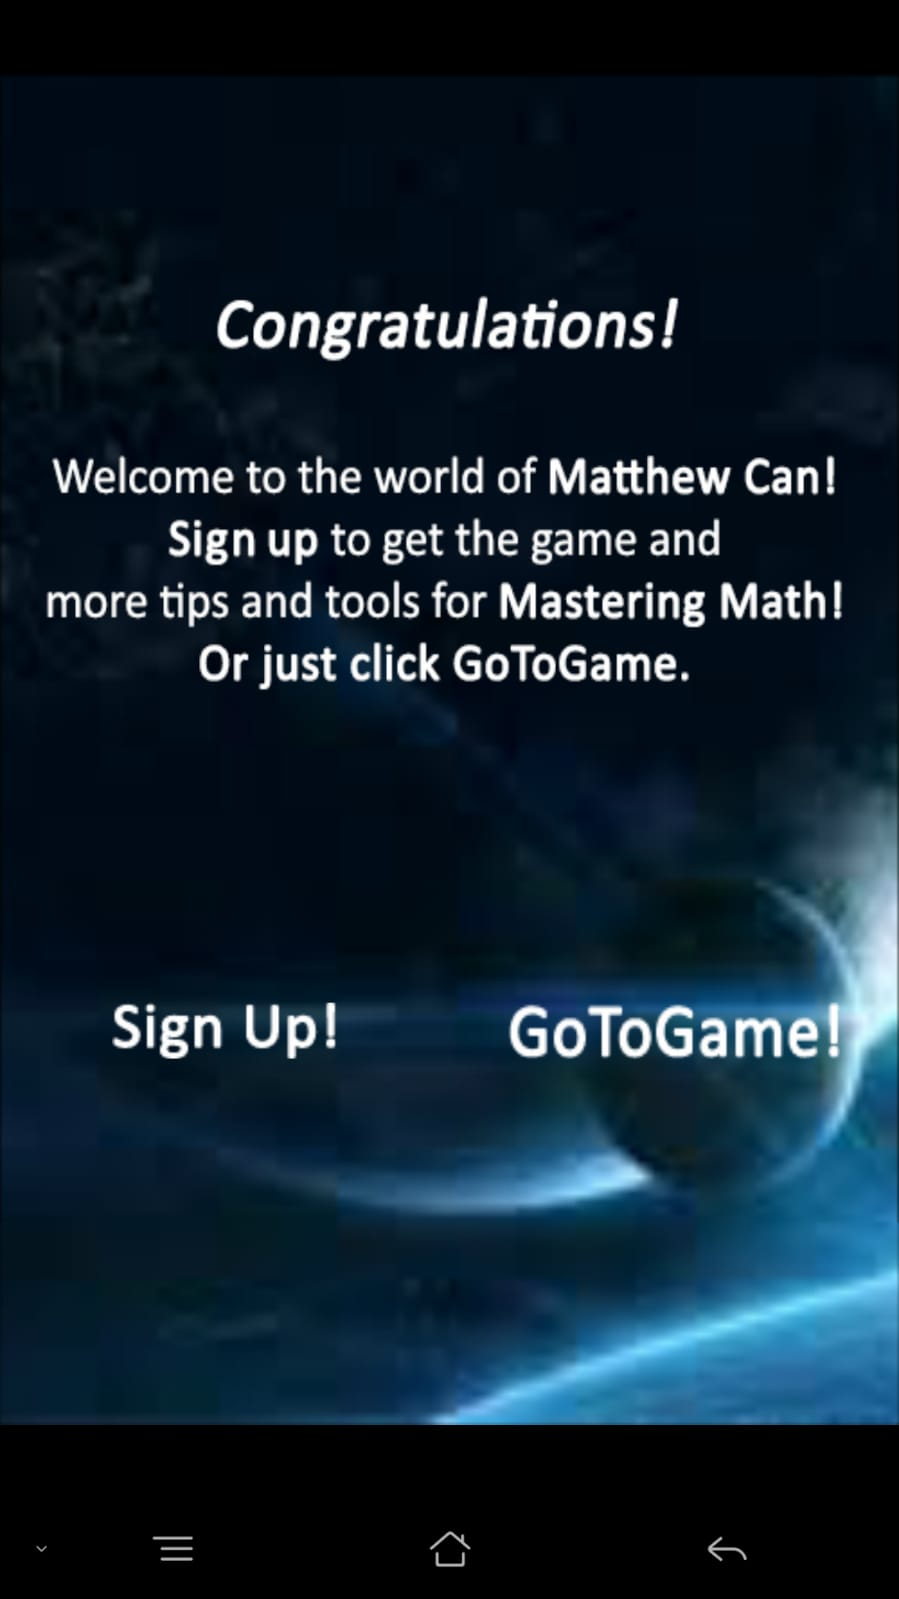 Congratulations!
Welcome to the world of Matthew Can!
Sign up to get the game and
more tips and tools for Mastering Math!
Or just click GoToGame.
Sign Up!
GoToGame!